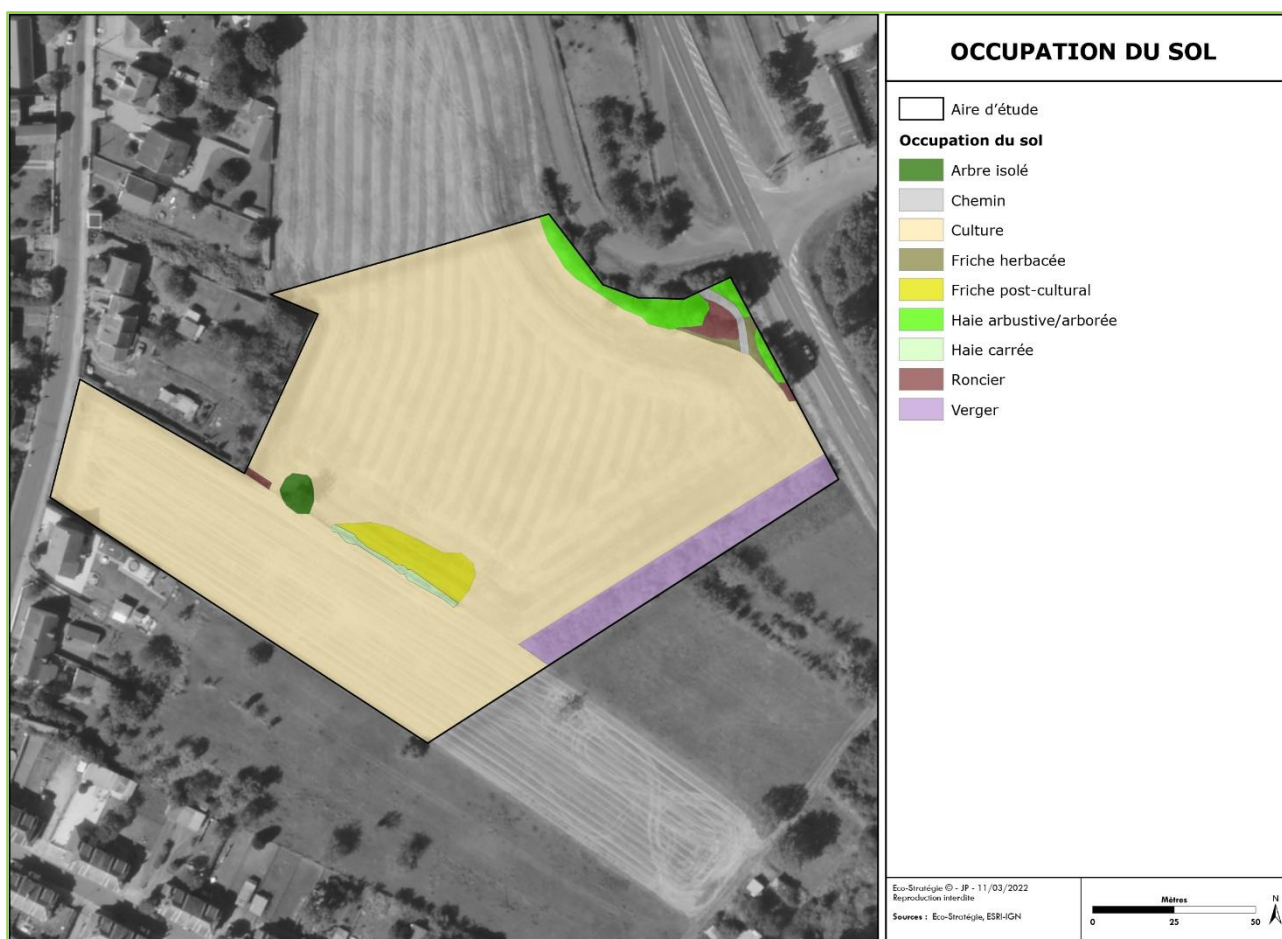 OCCUPATION DU SOL
Aire d'étude
Occupation du sol
Arbre isolé
Chemin
Culture
Friche herbacée
Friche post-cultural
Haie arbustive/arborée
Haie carrée
Roncier
Verger
Eco-Stratégie © - JP - 11/03/2022
Reproduction interdite
Sources : Eco-Stratégie, ESRI-IGN
Mètres
0 25 50
N